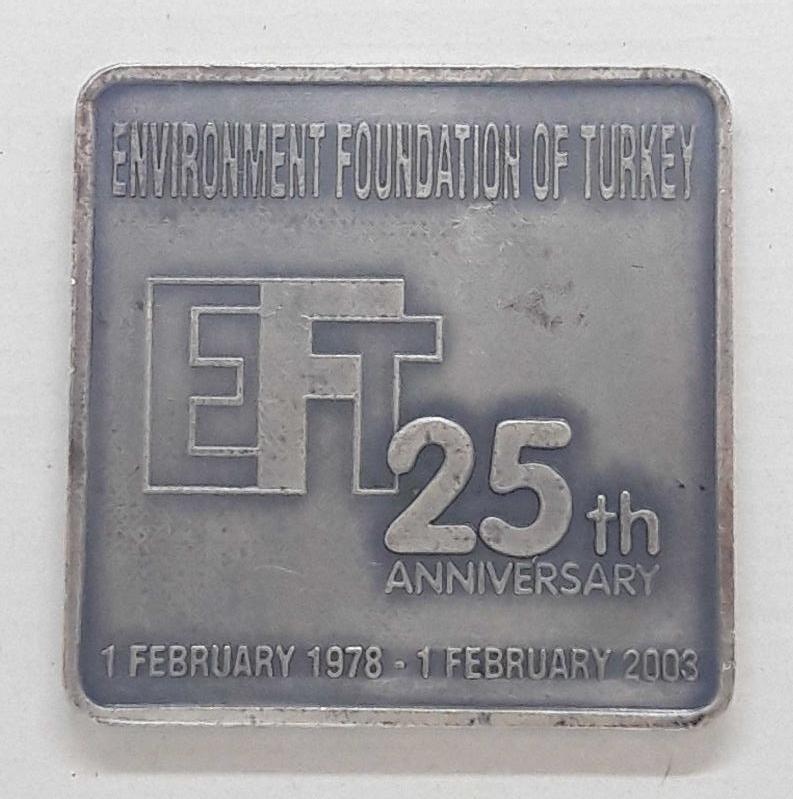 ENVIRONMENT FOUNDATION OF TURKEY
EFT
25th
ANNIVERSARY
1 FEBRUARY 1978 - 1 FEBRUARY 2003